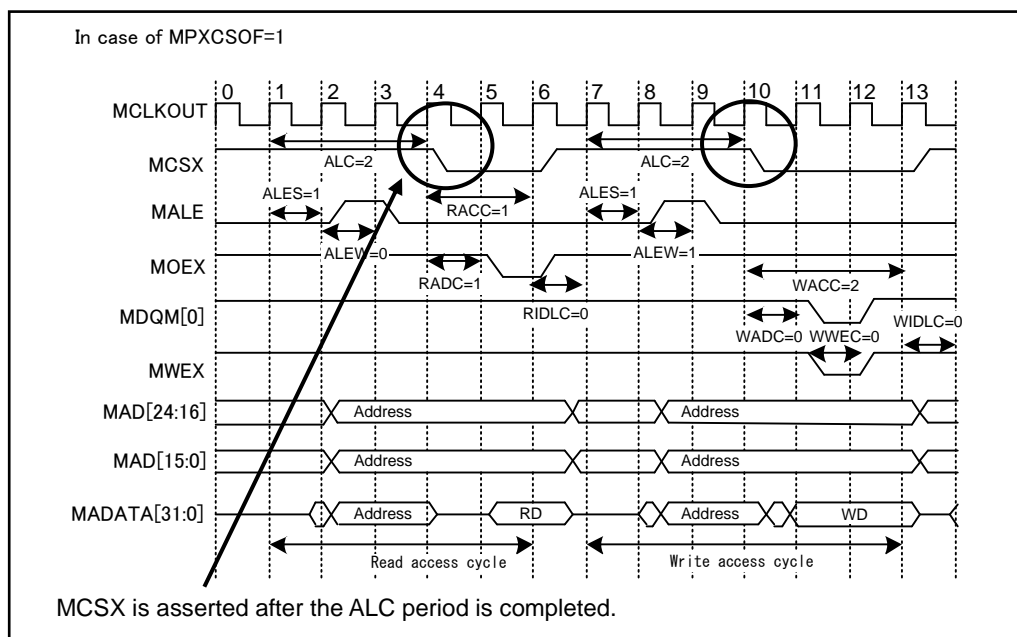 In case of MPXCSOF=1
0 1 2 3 4 5 6 7 8 9 10 11 12 13
MCLKOUT
MCSX
ALC=2 ALC=2
ALES=1 RACC=1 ALES=1
MALE
ALEW=0 ALEW=1
MOEX
RADC=1 WACC=2
RIDLC=0
MDQM[0]
WADC=0 WWEC=0 WIDLC=0
MWEX
MAD[24:16] Address Address
MAD[15:0] Address Address
MADATA[31:0] Address RD Address WD
Read access cycle Write access cycle
MCSX is asserted after the ALC period is completed.